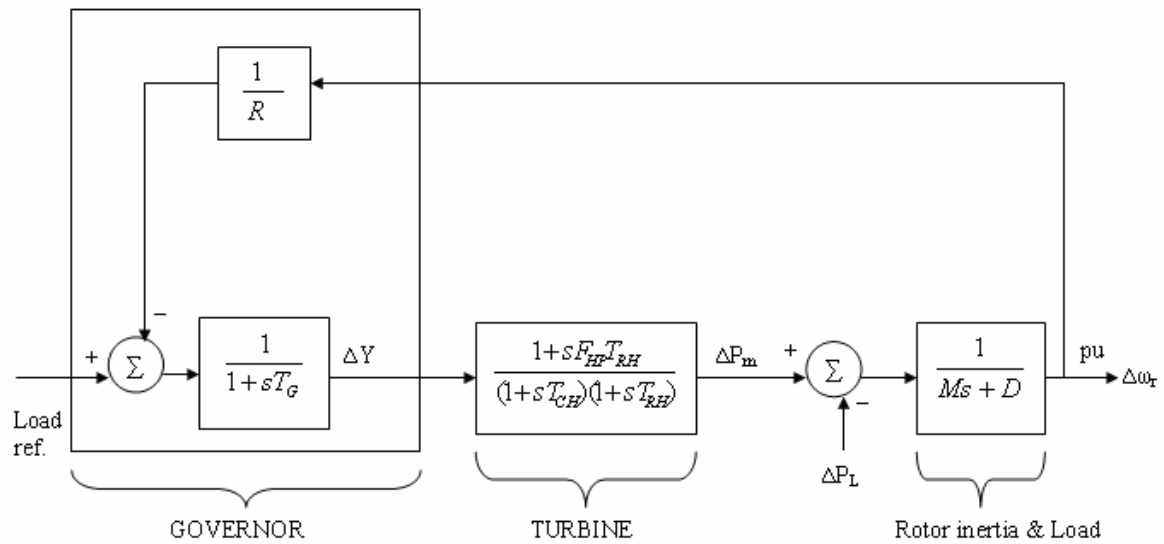 1
R
−
+
Σ
1
1+sT_G
ΔY
1+sF_HP T_RH
(1+sT_CH)(1+sT_RH)
ΔP_m
+
Σ
−
1
Ms+D
pu
Δω_r
Load
ref.
ΔP_L
GOVERNOR
TURBINE
Rotor inertia & Load